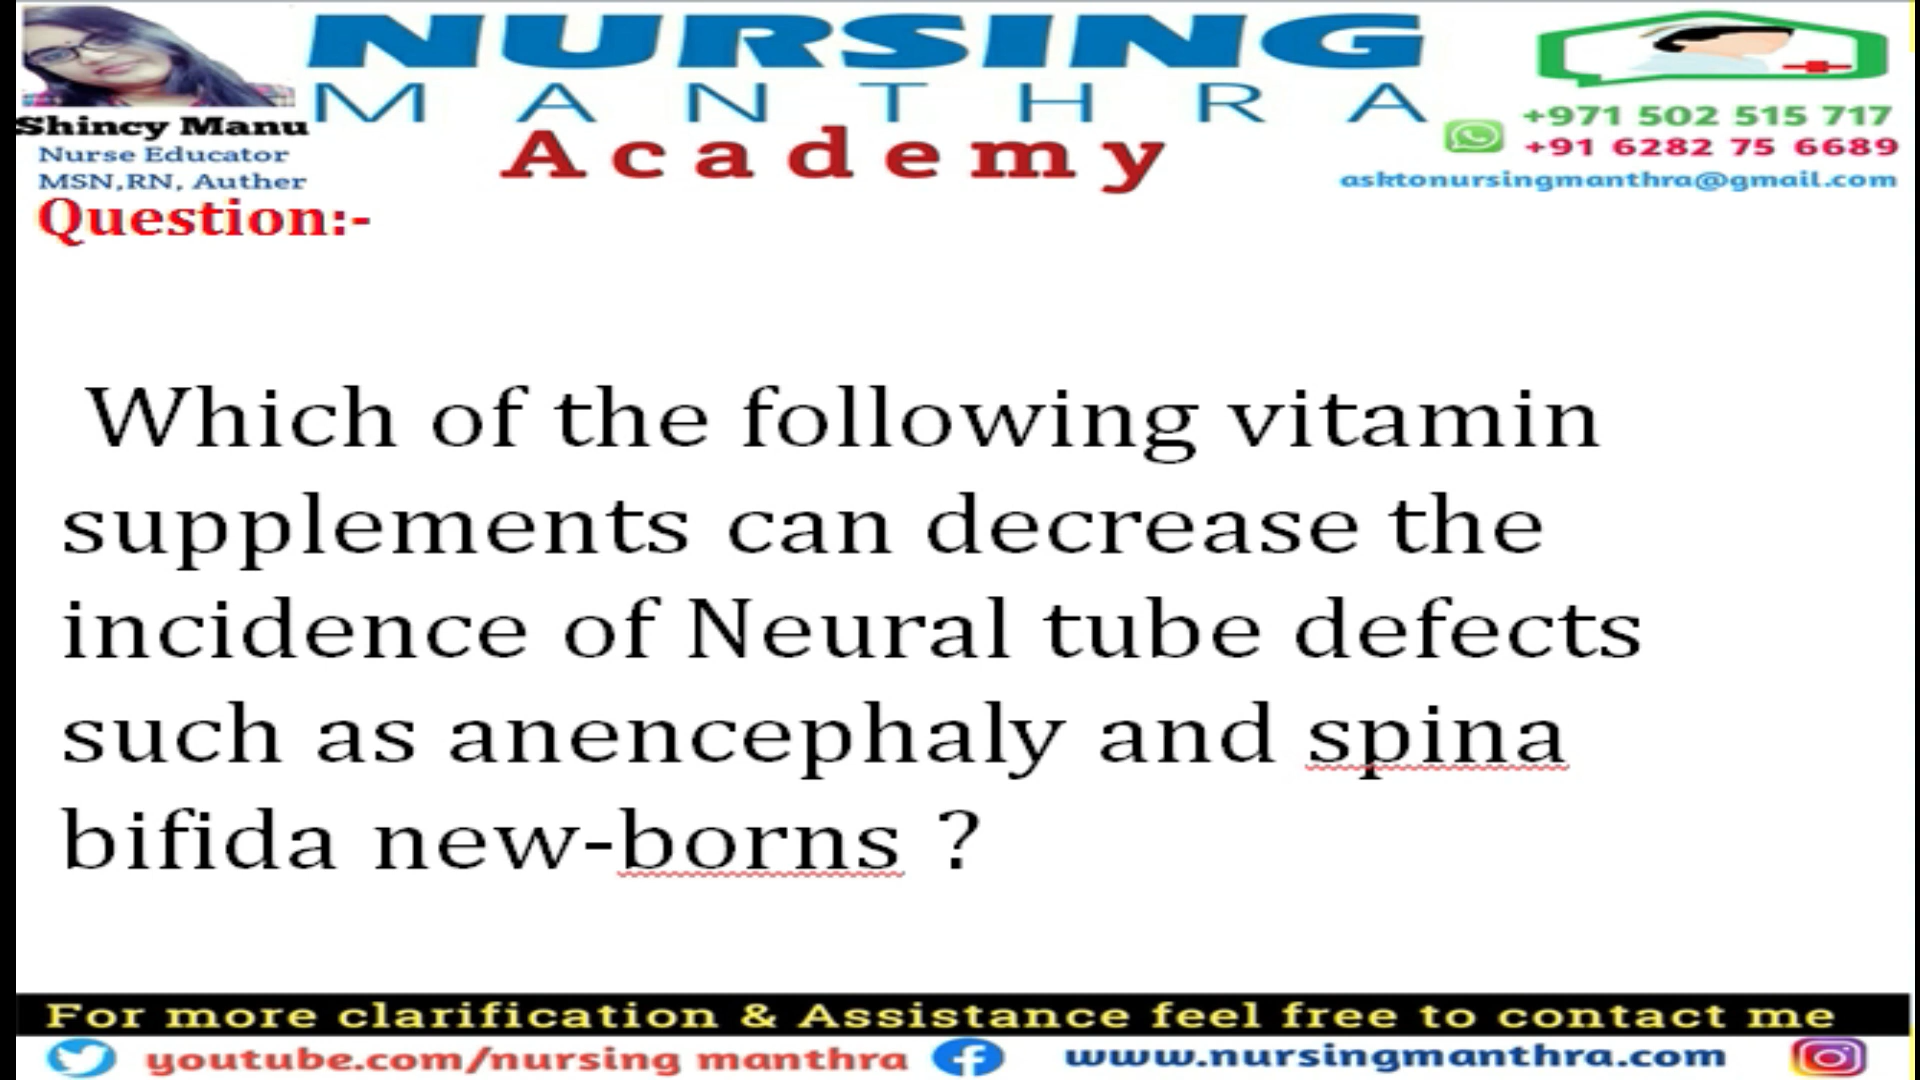 NURSING
MANTHRA
Academy
Shincy Manu
Nurse Educator
MSN,RN, Auther
+971 502 515 717
+91 6282 75 6689
asktonursingmanthra@gmail.com
Question:-
Which of the following vitamin
supplements can decrease the
incidence of Neural tube defects
such as anencephaly and spina
bifida new-borns ?
For more clarification & Assistance feel free to contact me
youtube.com/nursing manthra
www.nursingmanthra.com